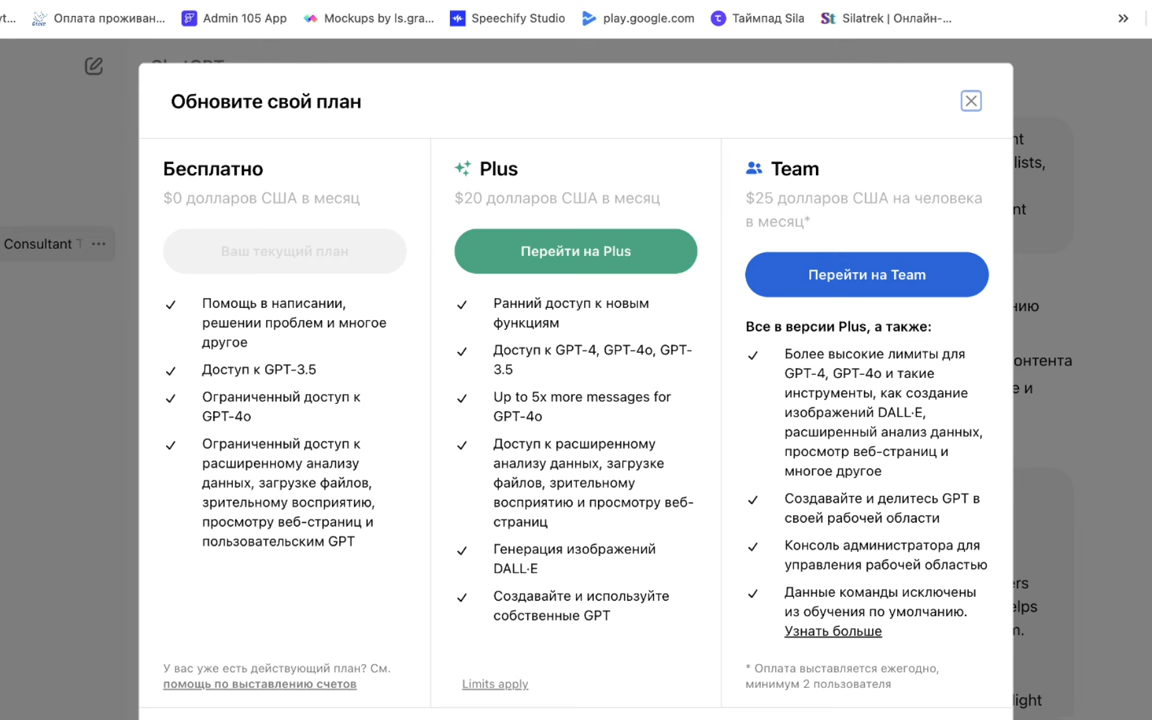 Оплата проживан...
Admin 105 App
Mockups by ls.gra...
Speechify Studio
play.google.com
Таймпад Sila
Silatrek | Онлайн-...
»
Обновите свой план
Бесплатно
$0 долларов США в месяц
Ваш текущий план
Помощь в написании,
решении проблем и многое
другое
Доступ к GPT-3.5
Ограниченный доступ к
GPT-4o
Ограниченный доступ к
расширенному анализу
данных, загрузке файлов,
зрительному восприятию,
просмотру веб-страниц и
пользовательским GPT
У вас уже есть действующий план? См.
помощь по выставлению счетов
Plus
$20 долларов США в месяц
Перейти на Plus
Ранний доступ к новым
функциям
Доступ к GPT-4, GPT-4o, GPT-
3.5
Up to 5x more messages for
GPT-4o
Доступ к расширенному
анализу данных, загрузке
файлов, зрительному
восприятию и просмотру веб-
страниц
Генерация изображений
DALL·E
Создавайте и используйте
собственные GPT
Limits apply
Team
$25 долларов США на человека
в месяц*
Перейти на Team
Все в версии Plus, а также:
Более высокие лимиты для
GPT-4, GPT-4o и такие
инструменты, как создание
изображений DALL·E,
расширенный анализ данных,
просмотр веб-страниц и
многое другое
Создавайте и делитесь GPT в
своей рабочей области
Консоль администратора для
управления рабочей областью
Данные команды исключены
из обучения по умолчанию.
Узнать больше
* Оплата выставляется ежегодно,
минимум 2 пользователя
Consultant